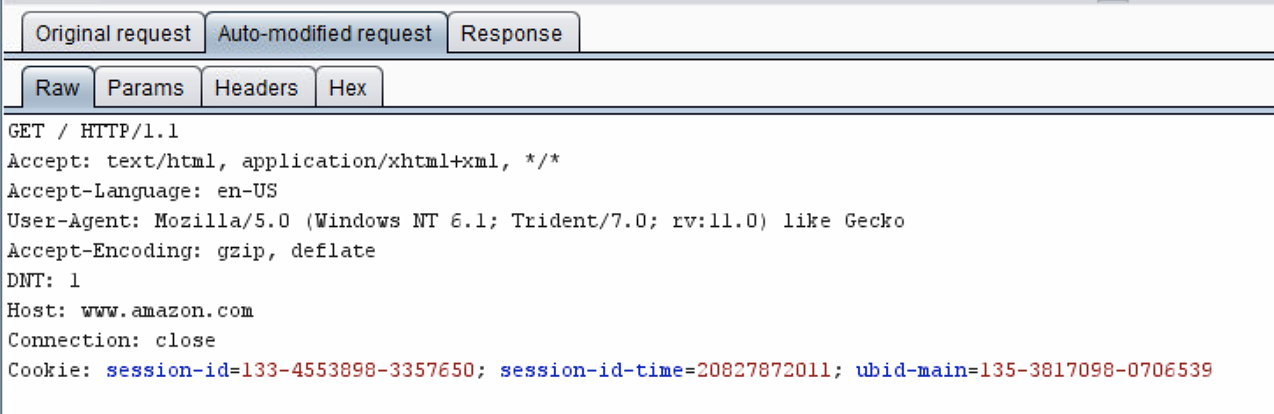 Original request Auto-modified request Response
Raw Params Headers Hex
GET / HTTP/1.1
Accept: text/html, application/xhtml+xml, */*
Accept-Language: en-US
User-Agent: Mozilla/5.0 (Windows NT 6.1; Trident/7.0; rv:11.0) like Gecko
Accept-Encoding: gzip, deflate
DNT: 1
Host: www.amazon.com
Connection: close
Cookie: session-id=133-4553898-3357650; session-id-time=20827872011; ubid-main=135-3817098-0706539